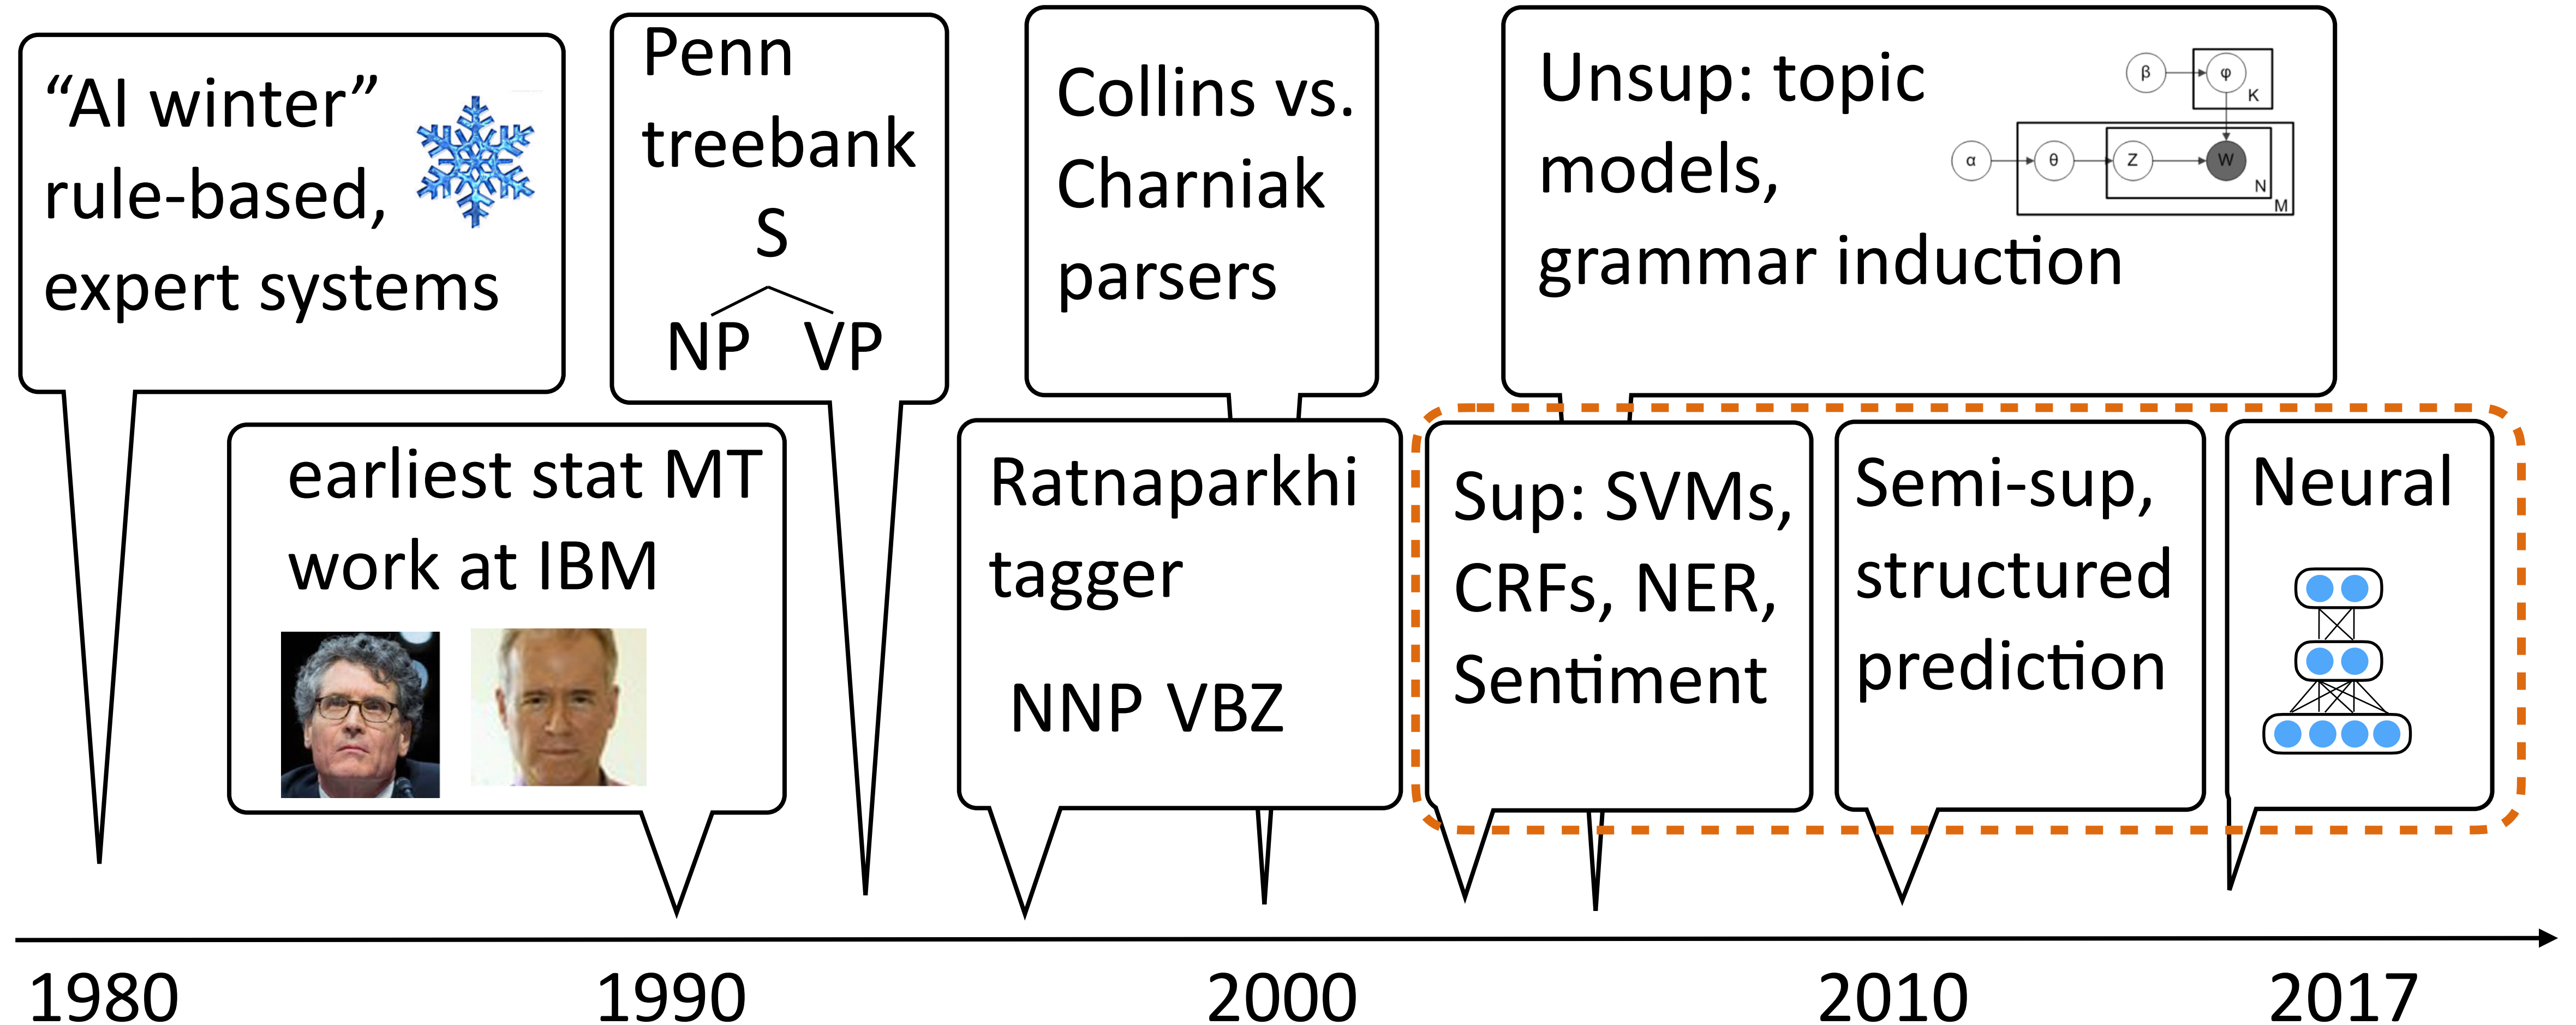 “AI winter”
rule-based,
expert systems
earliest stat MT
work at IBM
Penn
treebank
S
NP VP
Collins vs.
Charniak
parsers
Ratnaparkhi
tagger
NNP VBZ
Unsup: topic
models,
grammar induction
β φ
K
α θ Z W
N
M
Sup: SVMs,
CRFs, NER,
Sentiment
Semi-sup,
structured
prediction
Neural
1980 1990 2000 2010 2017